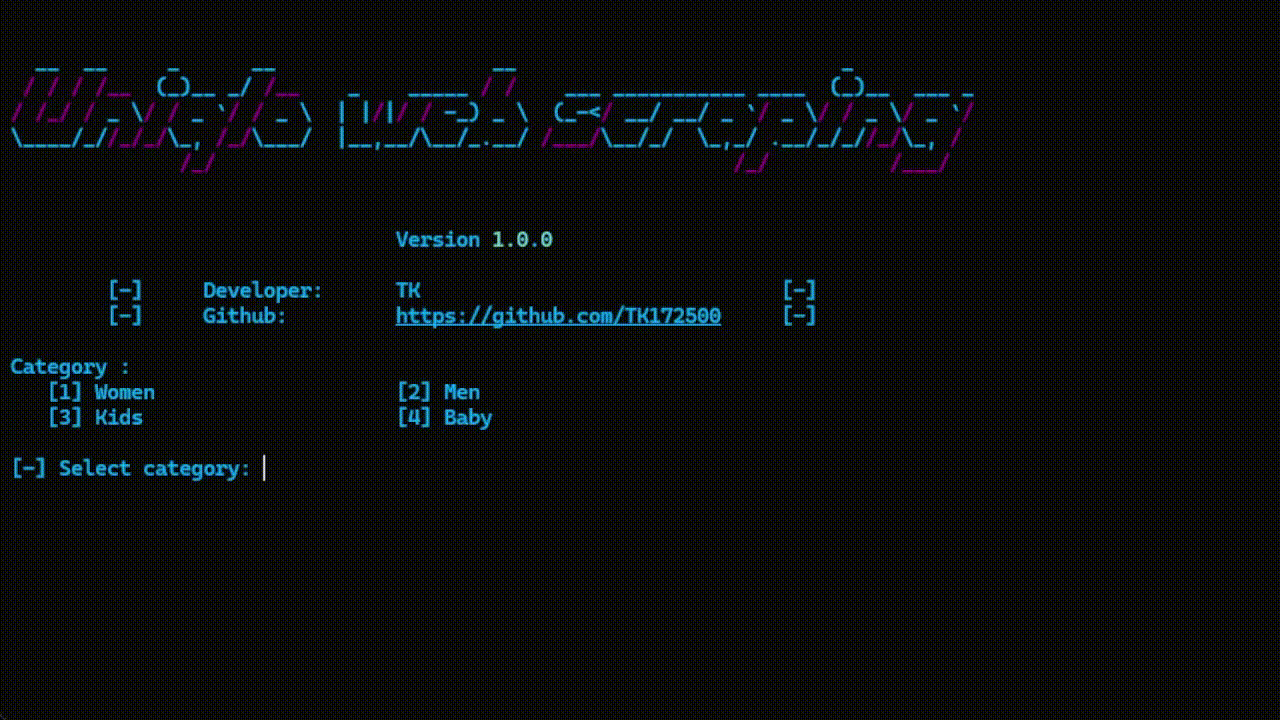 Uniqlo web scraping
Version 1.0.0
[-] Developer: TK [-]
[-] Github: https://github.com/TK172500 [-]
Category :
[1] Women [2] Men
[3] Kids [4] Baby
[-] Select category: